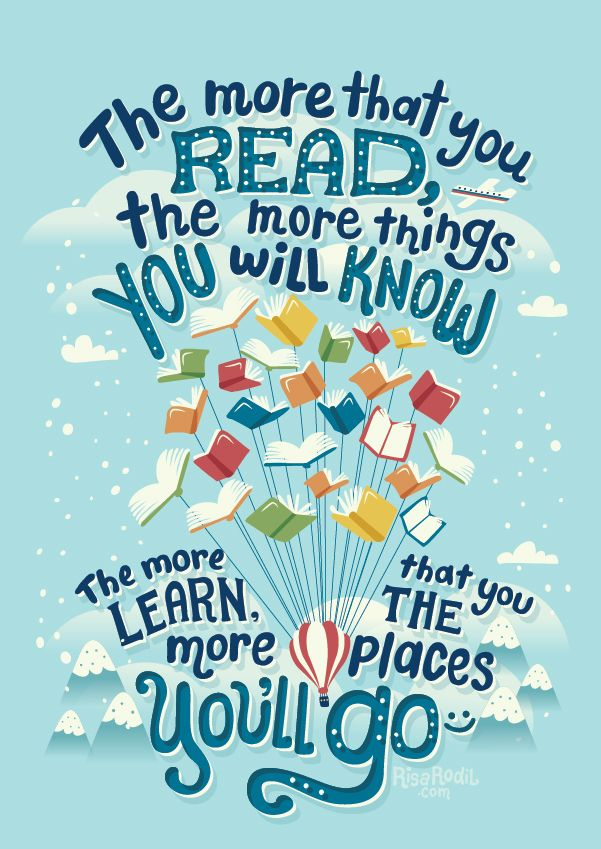 The more that you
READ,
the more things
YOU will KNOW
The more that you
LEARN, THE
more places
You'll go
RisaRodil
.com